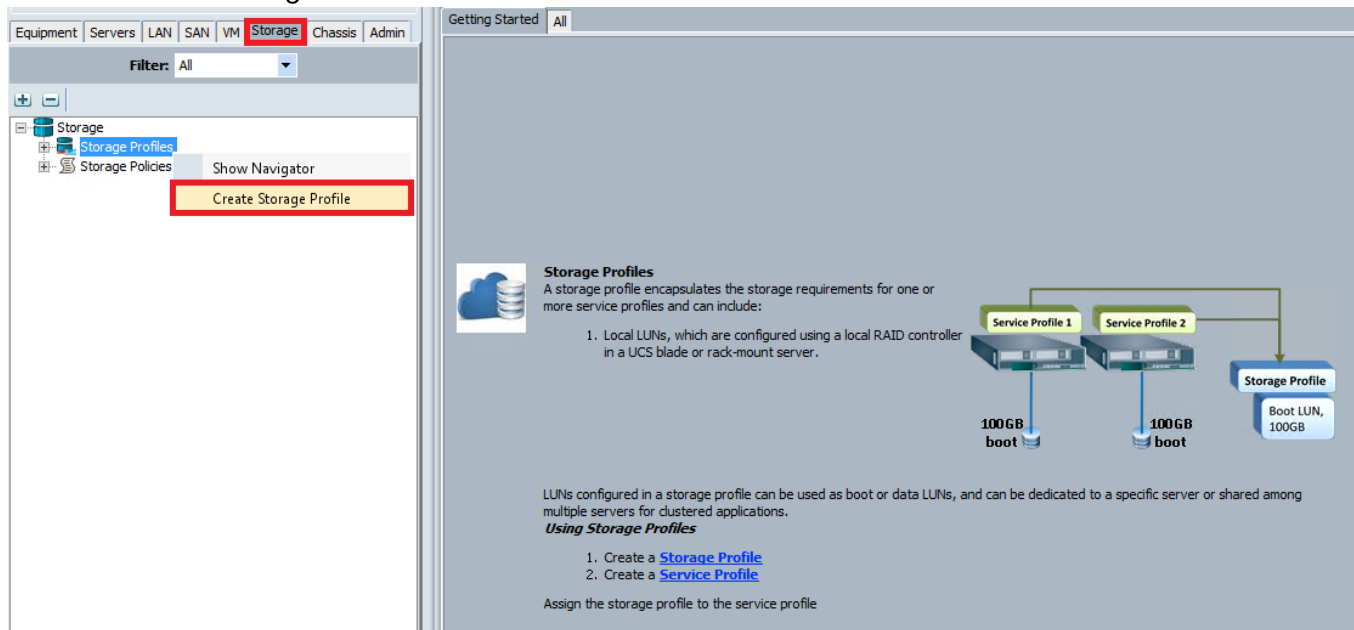 Equipment Servers LAN SAN VM Storage Chassis Admin
Filter: All
Storage
Storage Profiles
Storage Policies
Show Navigator
Create Storage Profile
Getting Started All
Storage Profiles
A storage profile encapsulates the storage requirements for one or
more service profiles and can include:
1. Local LUNs, which are configured using a local RAID controller
in a UCS blade or rack-mount server.
Service Profile 1 Service Profile 2
Storage Profile
Boot LUN,
100GB
100GB
boot
100GB
boot
LUNs configured in a storage profile can be used as boot or data LUNs, and can be dedicated to a specific server or shared among
multiple servers for clustered applications.
Using Storage Profiles
1. Create a Storage Profile
2. Create a Service Profile
Assign the storage profile to the service profile